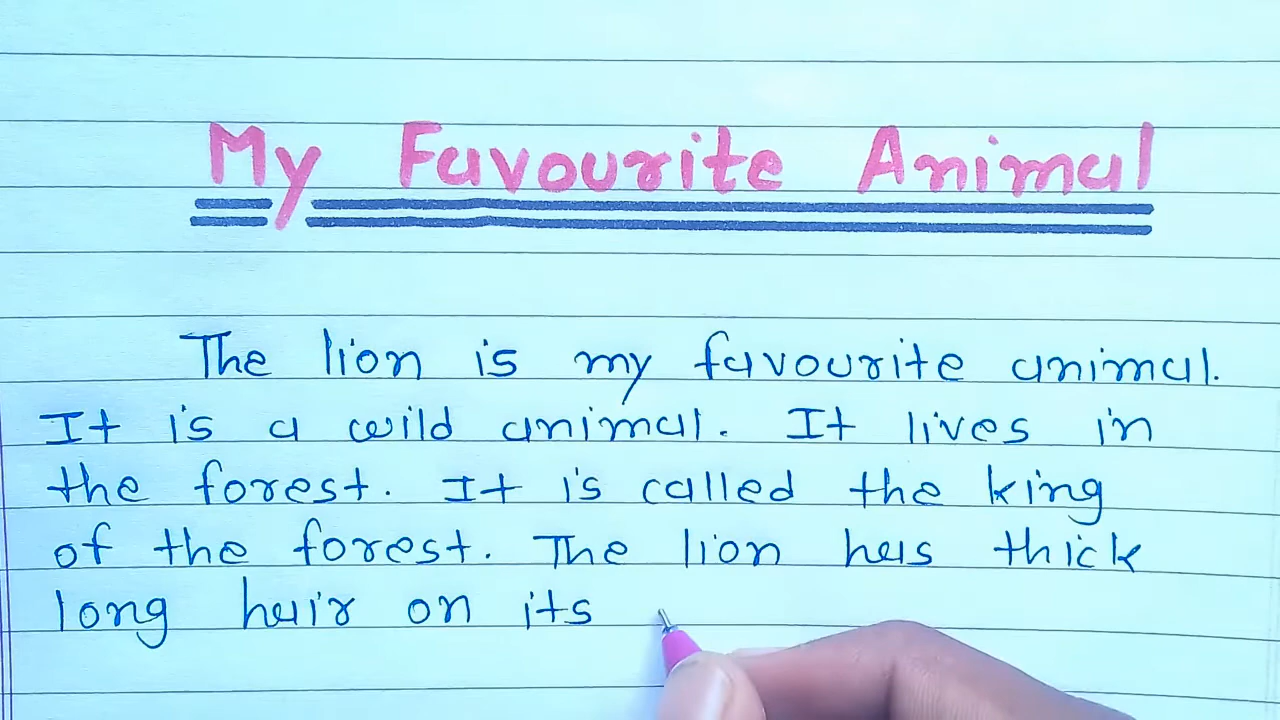 My Favourite Animal
The lion is my favourite animal.
It is a wild animal. It lives in
the forest. It is called the king
of the forest. The lion has thick
long hair on its